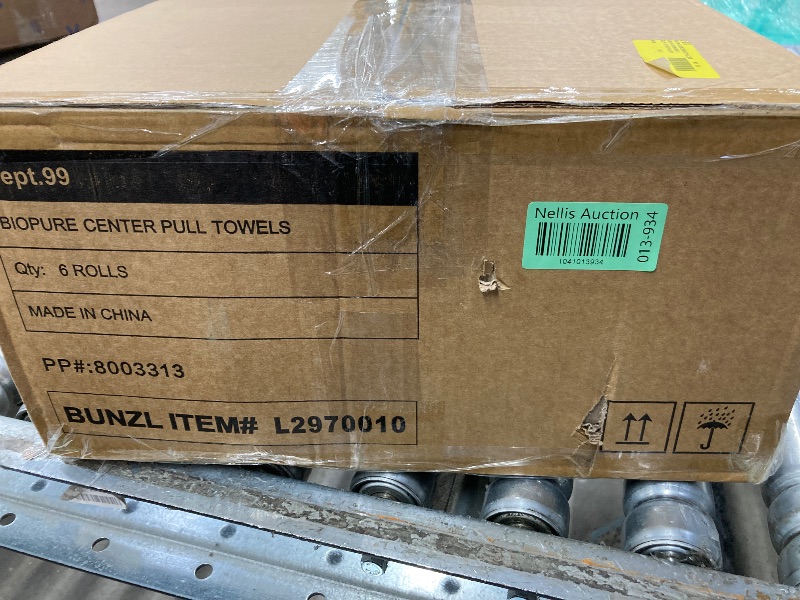 ept.99
BIOPURE CENTER PULL TOWELS
Qty: 6 ROLLS
MADE IN CHINA
PP#:8003313
BUNZL ITEM# L2970010
Nellis Auction
1041013934
013-934